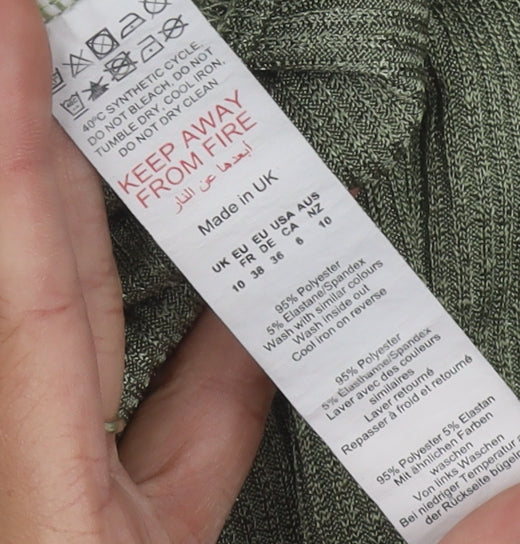 40°C SYNTHETIC CYCLE.
DO NOT BLEACH. DO NOT
TUMBLE DRY. COOL IRON.
DO NOT DRY CLEAN
KEEP AWAY
FROM FIRE
أبعدها عن النار
Made in UK
UK EU EU USA AUS
FR DE CA NZ
10 38 36 6 10
95% Polyester
5% Elastane/Spandex
Wash with similar colours
Wash inside out
Cool iron on reverse
95% Polyester
5% Elasthanne/Spandex
Laver avec des couleurs
similaires
Laver retourné
Repasser à froid et retourné
95% Polyester 5% Elastan
Mit ähnlichen Farben
waschen
Von links Waschen
Bei niedriger Temperatur
der Rückseite bügeln